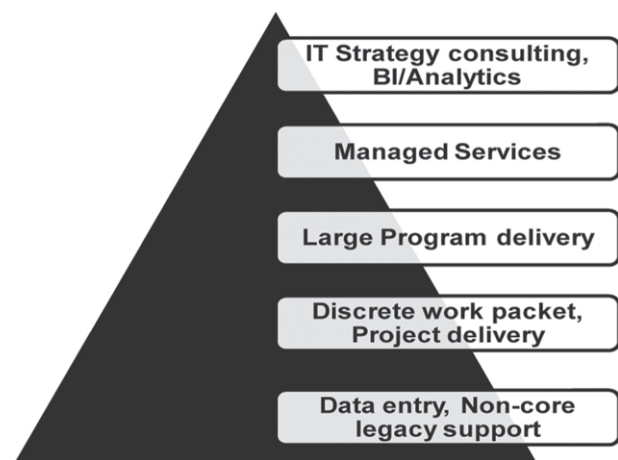 IT Strategy consulting,
BI/Analytics
Managed Services
Large Program delivery
Discrete work packet,
Project delivery
Data entry, Non-core
legacy support